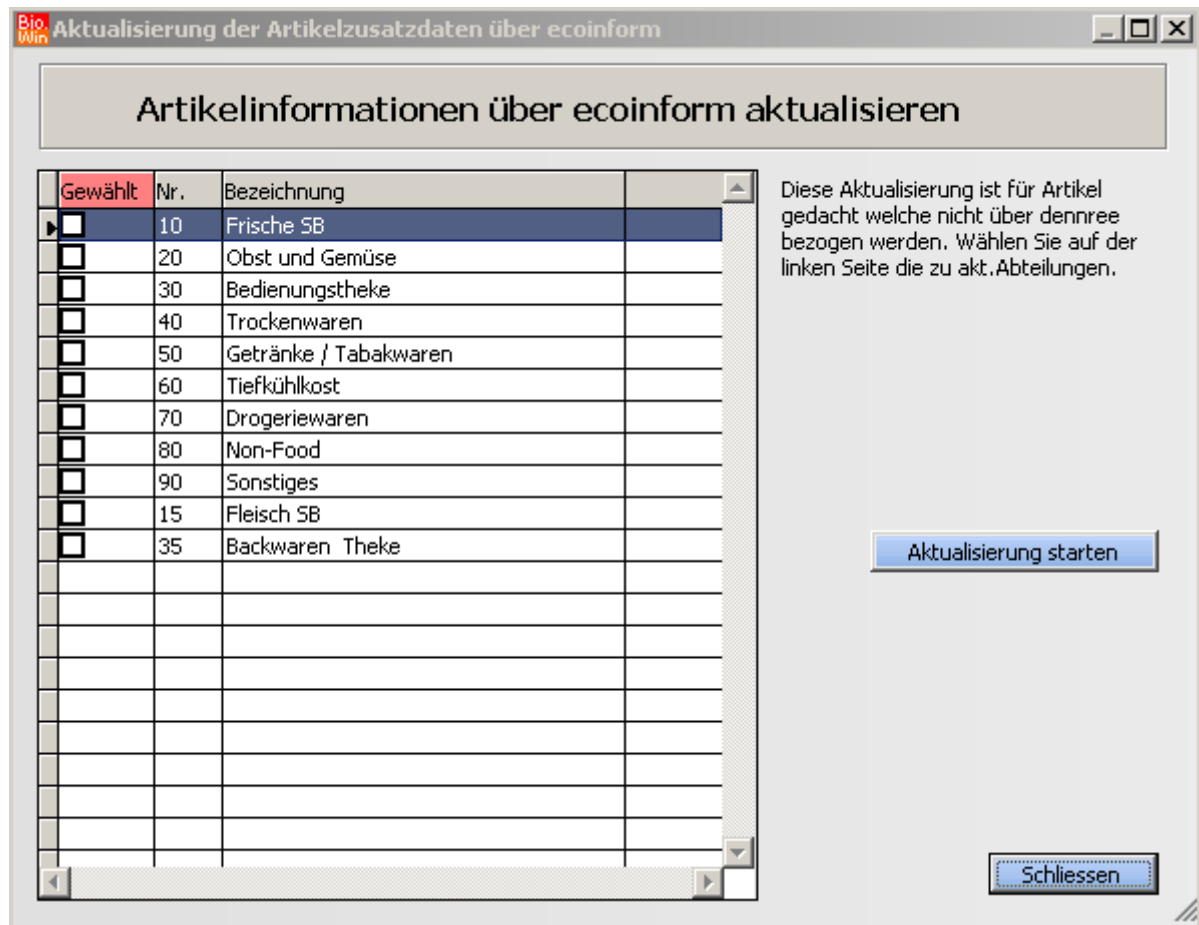 Bio. Win Aktualisierung der Artikelzusatzdaten über ecoinform
Artikelinformationen über ecoinform aktualisieren
Gewählt Nr. Bezeichnung
10 Frische SB
20 Obst und Gemüse
30 Bedienungstheke
40 Trockenwaren
50 Getränke / Tabakwaren
60 Tiefkühlkost
70 Drogeriewaren
80 Non-Food
90 Sonstiges
15 Fleisch SB
35 Backwaren  Theke
Diese Aktualisierung ist für Artikel
gedacht welche nicht über dennree
bezogen werden. Wählen Sie auf der
linken Seite die zu akt.Abteilungen.
Aktualisierung starten
Schliessen